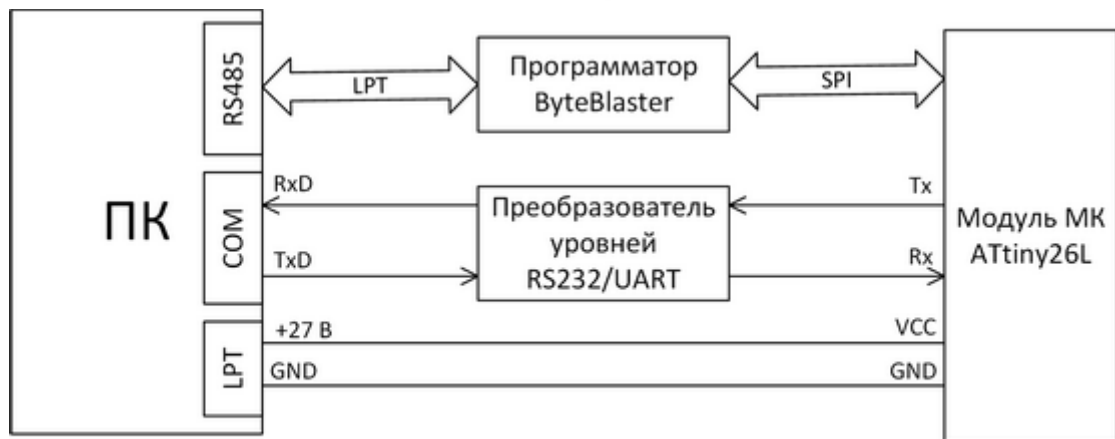 ПК
RS485
LPT
Программатор
ByteBlaster
SPI
COM
RxD
TxD
Преобразователь
уровней
RS232/UART
Tx
Rx
Модуль МК
ATtiny26L
LPT
+27 В
GND
VCC
GND